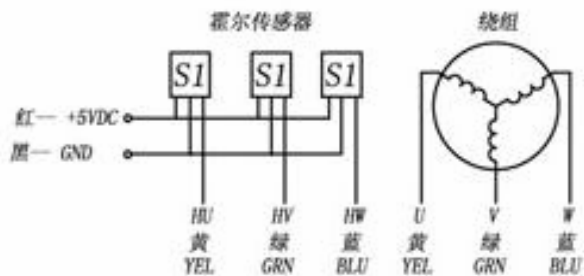 霍尔传感器 绕组
S1 S1 S1
红— +5VDC
黑— GND
HU HV HW U V W
黄 绿 蓝 黄 绿 蓝
YEL GRN BLU YEL GRN BLU